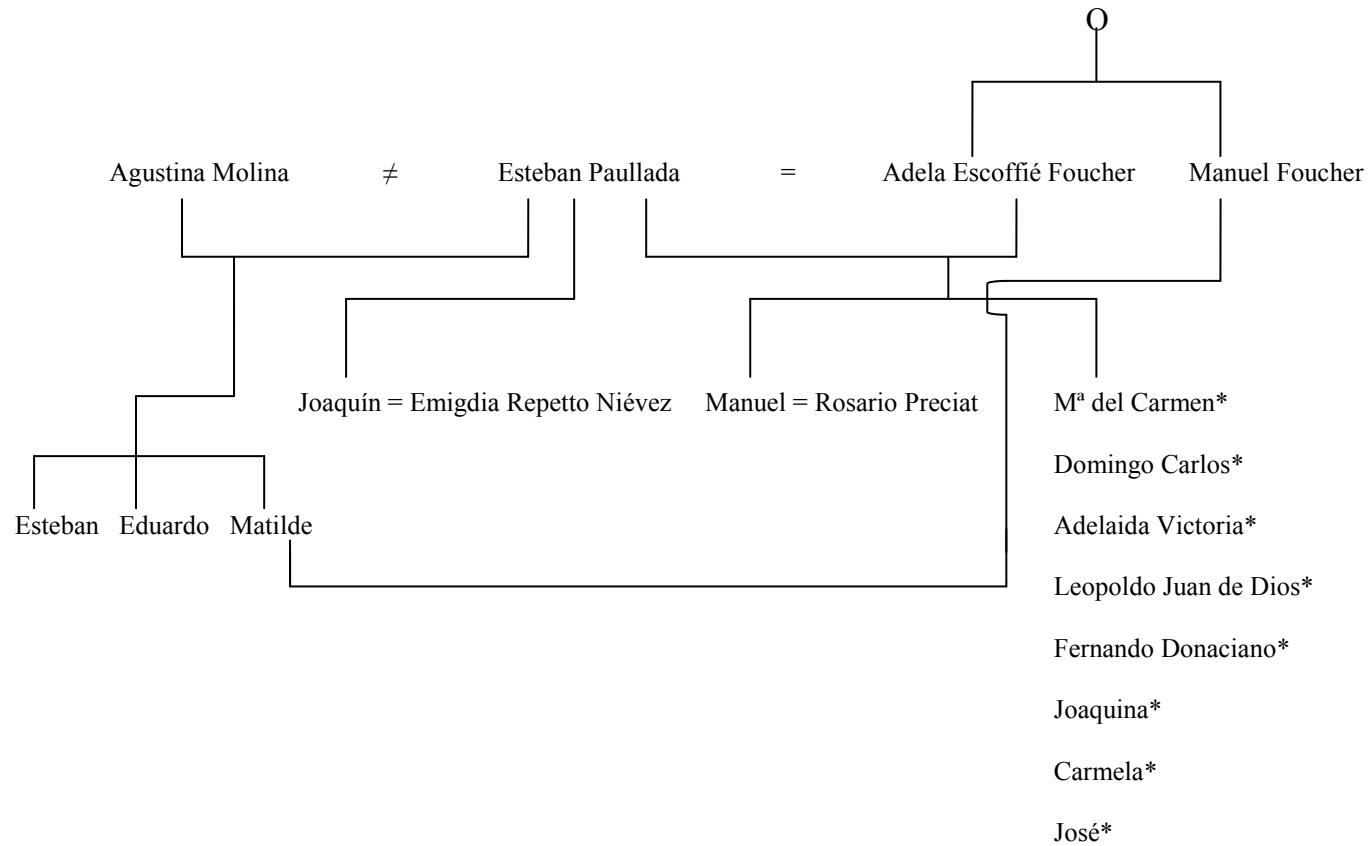 O
Agustina Molina ≠ Esteban Paullada = Adela Escoffié Foucher Manuel Foucher
Joaquín = Emigdia Repetto Niévez Manuel = Rosario Preciat Mª del Carmen*
Domingo Carlos*
Esteban Eduardo Matilde Adelaida Victoria*
Leopoldo Juan de Dios*
Fernando Donaciano*
Joaquina*
Carmela*
José*